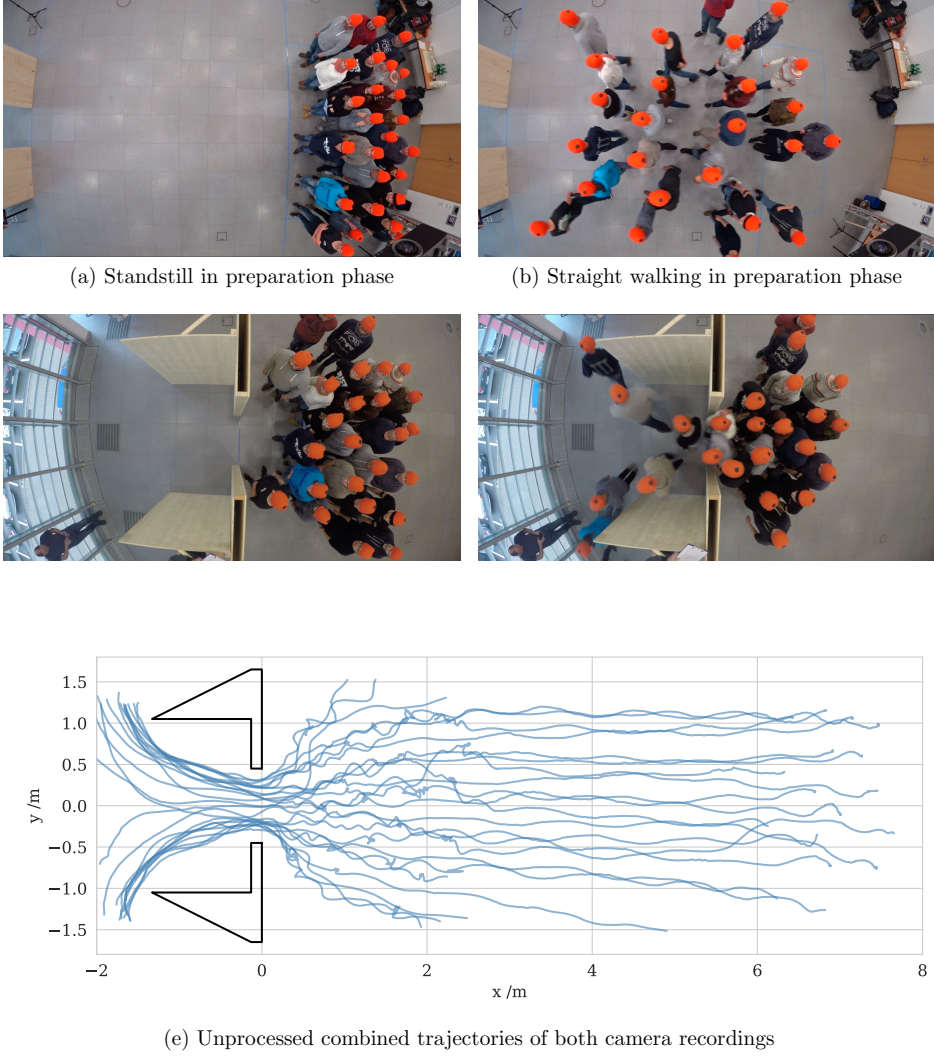 (a) Standstill in preparation phase
(b) Straight walking in preparation phase
1.5
1.0
0.5
0.0
−0.5
−1.0
−1.5
y /m
−2
0
2
4
6
8
x /m
(e) Unprocessed combined trajectories of both camera recordings